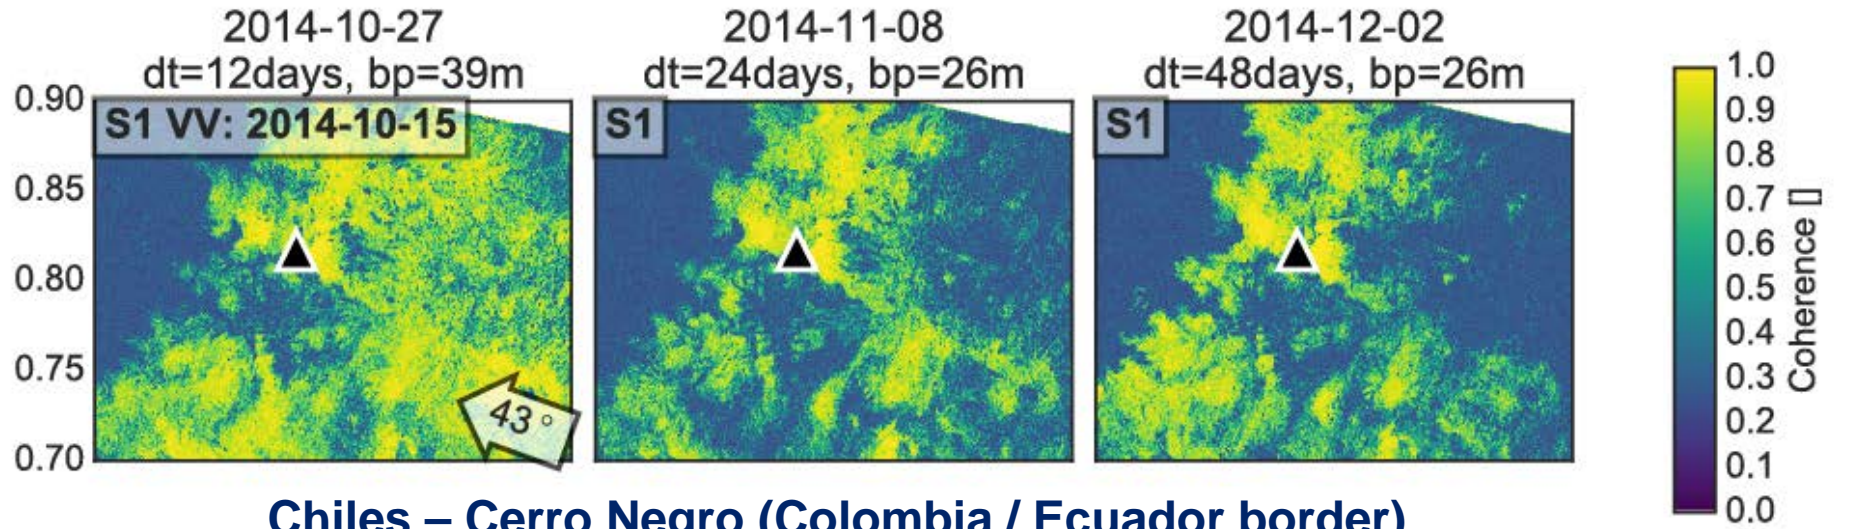 2014-10-27
dt=12days, bp=39m
2014-11-08
dt=24days, bp=26m
2014-12-02
dt=48days, bp=26m
S1 VV: 2014-10-15
S1
S1
0.90
0.85
0.80
0.75
0.70
43 °
1.0
0.9
0.8
0.7
0.6
0.5
0.4
0.3
0.2
0.1
0.0
Coherence []
Chiles – Cerro Negro (Colombia / Ecuador border)